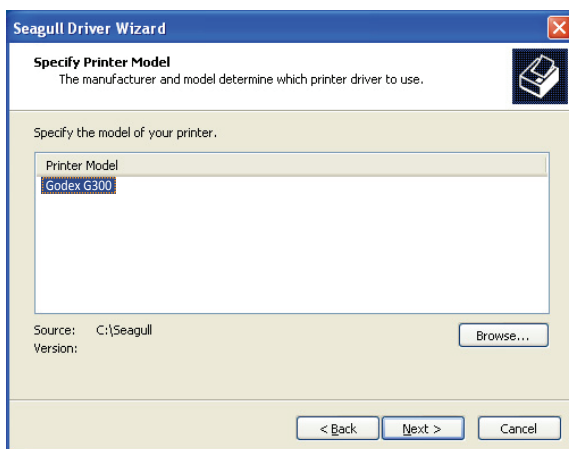 Seagull Driver Wizard
Specify Printer Model
The manufacturer and model determine which printer driver to use.
Specify the model of your printer.
Printer Model
Godex G300
Source: C:\Seagull
Browse...
Version:
< Back Next > Cancel